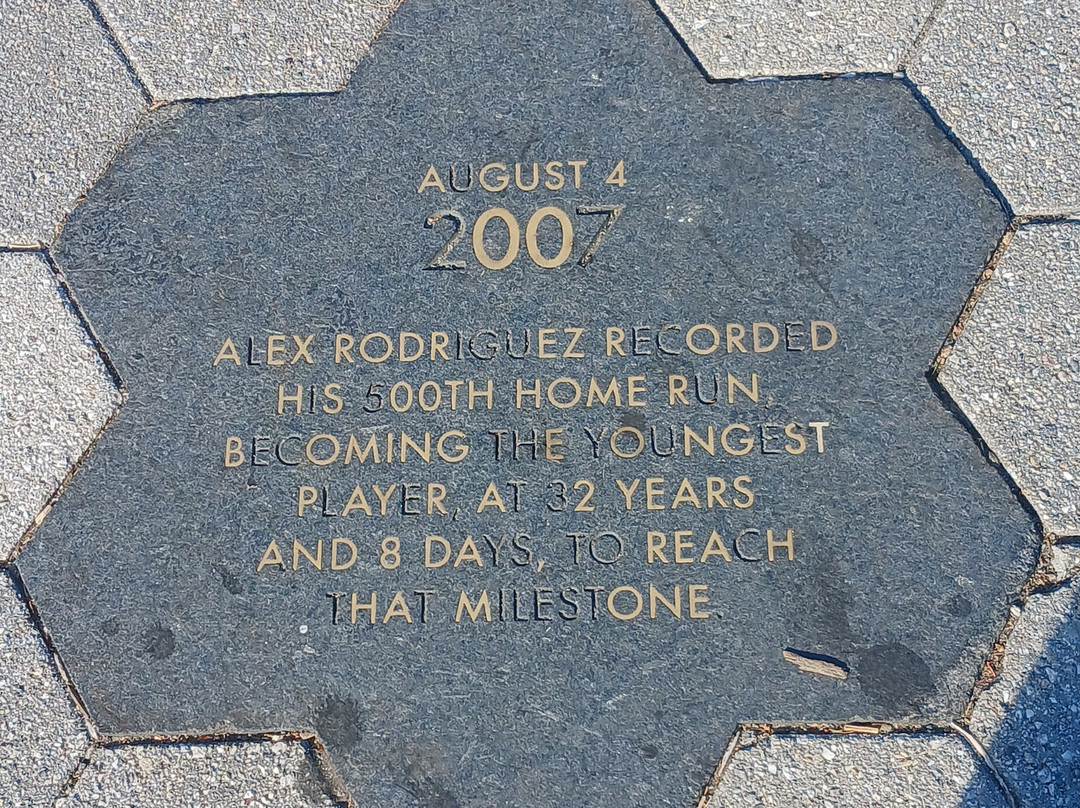 AUGUST 4
2007
ALEX RODRIGUEZ RECORDED
HIS 500TH HOME RUN,
BECOMING THE YOUNGEST
PLAYER, AT 32 YEARS
AND 8 DAYS, TO REACH
THAT MILESTONE.